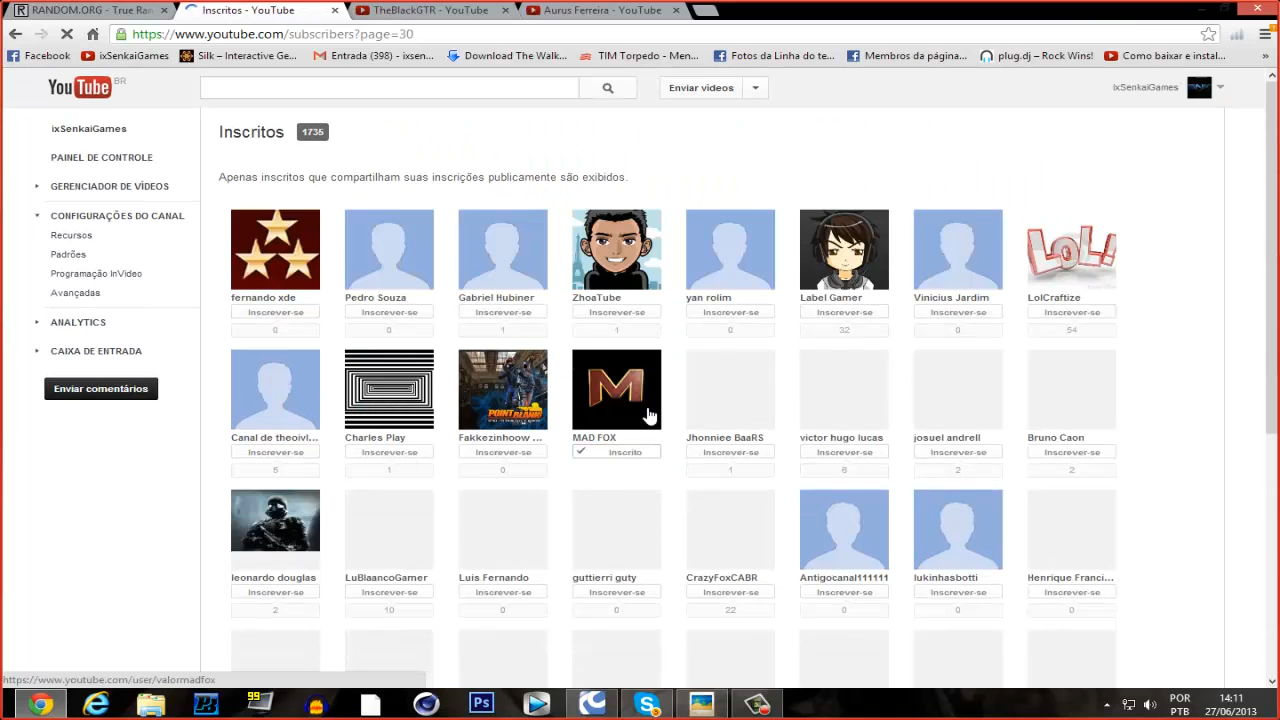 RANDOM.ORG - True Ran
Inscritos - YouTube
TheBlackGTR - YouTube
Aurus Ferreira - YouTube
https://www.youtube.com/subscribers?page=30
Facebook
ixSenkaiGames
Silk – Interactive Ge...
Entrada (398) - ixsen...
Download The Walk...
TIM Torpedo - Men...
Fotos da Linha do te...
Membros da página...
plug.dj – Rock Wins!
Como baixar e instal...
»
YouTube BR
Enviar vídeos
ixSenkaiGames
ixSenkaiGames
PAINEL DE CONTROLE
GERENCIADOR DE VÍDEOS
CONFIGURAÇÕES DO CANAL
Recursos
Padrões
Programação InVideo
Avançadas
ANALYTICS
CAIXA DE ENTRADA
Enviar comentários
Inscritos 1735
Apenas inscritos que compartilham suas inscrições publicamente são exibidos.
LOL!
fernando xde Pedro Souza Gabriel Hubiner ZhoaTube yan rolim Label Gamer Vinicius Jardim LolCraftize
Inscrever-se Inscrever-se Inscrever-se Inscrever-se Inscrever-se Inscrever-se Inscrever-se Inscrever-se
0 0 1 1 0 32 0 54
POINT BLANK
M
Canal de theoivl... Charles Play Fakkezinhoow ... MAD FOX Jhonniee BaaRS victor hugo lucas josuel andrell Bruno Caon
Inscrever-se Inscrever-se Inscrever-se Inscrito Inscrever-se Inscrever-se Inscrever-se Inscrever-se
5 1 0 1 6 2 2
leonardo douglas LuBlaancoGamer Luis Fernando guttierri guty CrazyFoxCABR Antigocanal111111 lukinhasbotti Henrique Franci...
Inscrever-se Inscrever-se Inscrever-se Inscrever-se Inscrever-se Inscrever-se Inscrever-se Inscrever-se
2 10 0 0 22 0 0 0
https://www.youtube.com/user/valormadfox
99
Ps
POR
PTB
14:11
27/06/2013